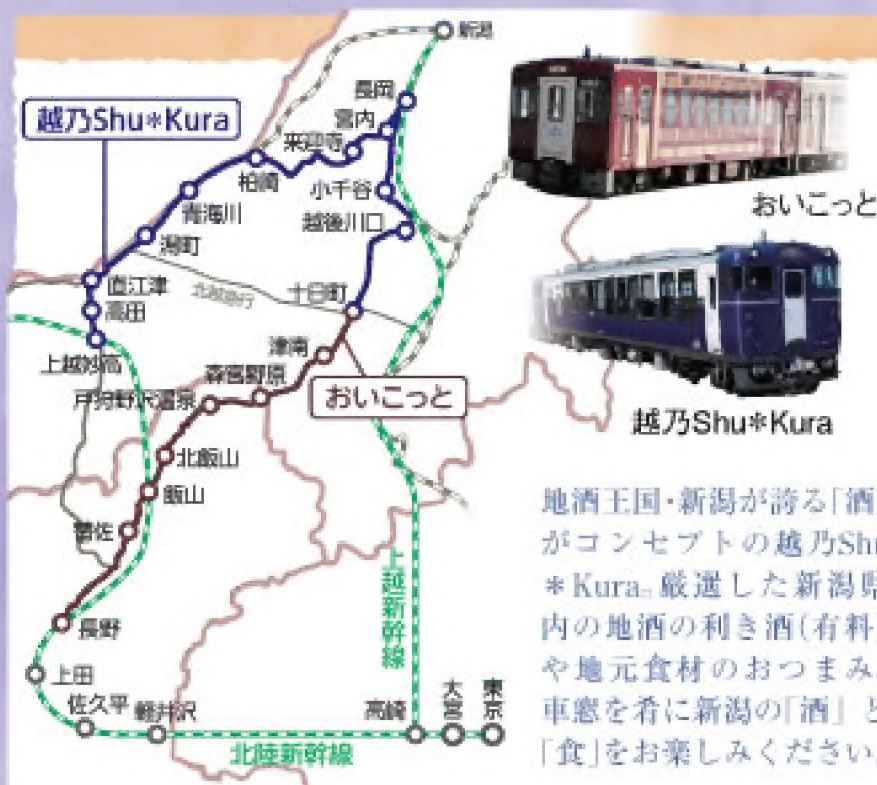 新潟
長岡
宮内
来迎寺
越乃Shu*Kura
柏崎
小千谷
青海川
越後川口
潟町
おいこっと
直江津
北越急行
十日町
高田
津南
上越妙高
森宮野原
戸狩野沢温泉
おいこっと
越乃Shu*Kura
北飯山
飯山
替佐
上越新幹線
長野
上田
佐久平
軽井沢
高崎
大宮
東京
北陸新幹線
地酒王国・新潟が誇る「酒
がコンセプトの越乃Shu
*Kura。厳選した新潟県
内の地酒の利き酒(有料
や地元食材のおつまみ、
車窓を肴に新潟の「酒」と
「食」をお楽しみください。